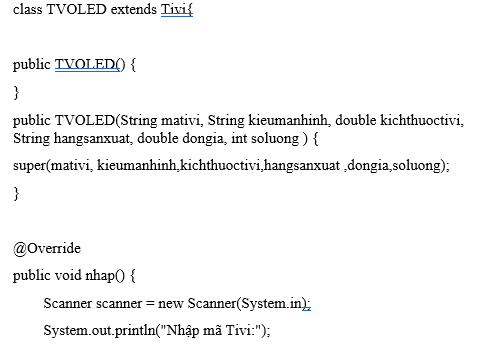 class TVOLED extends Tivi{
public TVOLED() {
}
public TVOLED(String mativi, String kieumanhinh, double kichthuoctivi,
String hangsanxuat, double dongia, int soluong ) {
super(mativi, kieumanhinh,kichthuoctivi,hangsanxuat ,dongia,soluong);
}
@Override
public void nhap() {
Scanner scanner = new Scanner(System.in);
System.out.println("Nhập mã Tivi:");